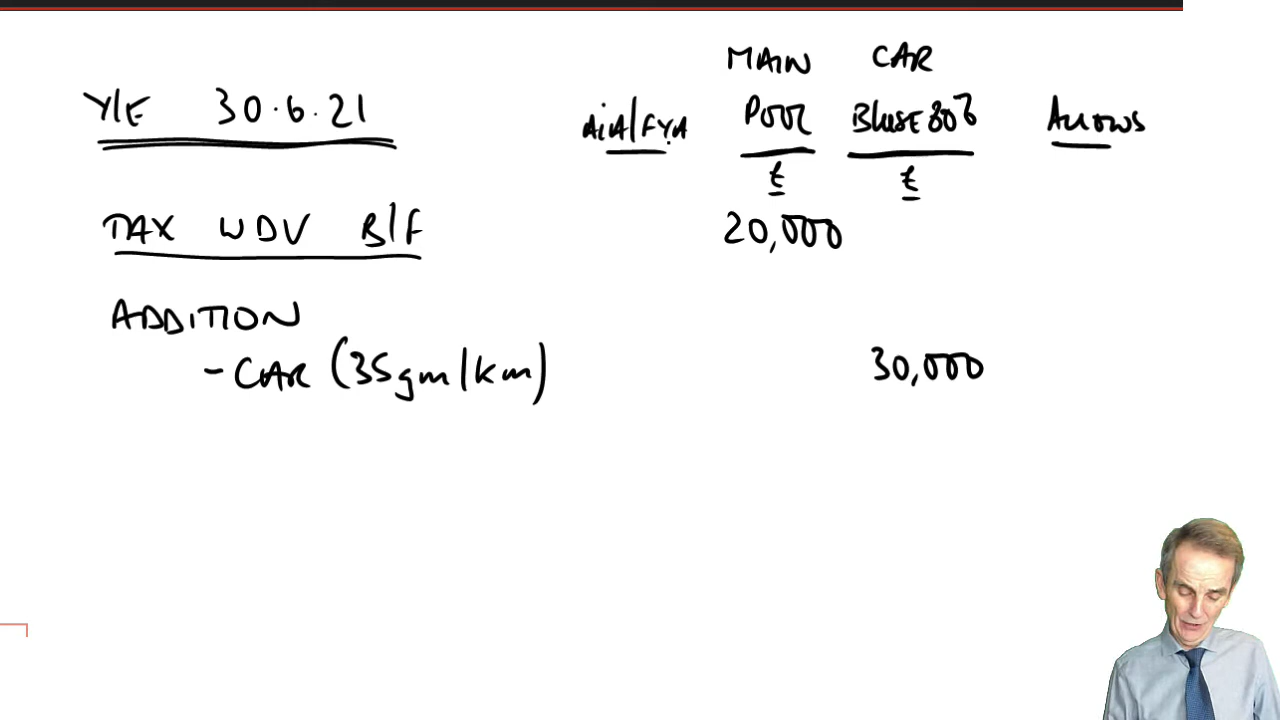 MAIN CAR
Y/E 30.6.21 AiA/FYA POOL BUSE 80% ALLOWS
£ £
TAX WDV B/F 20,000
ADDITION
- CAR (35gm/km) 30,000